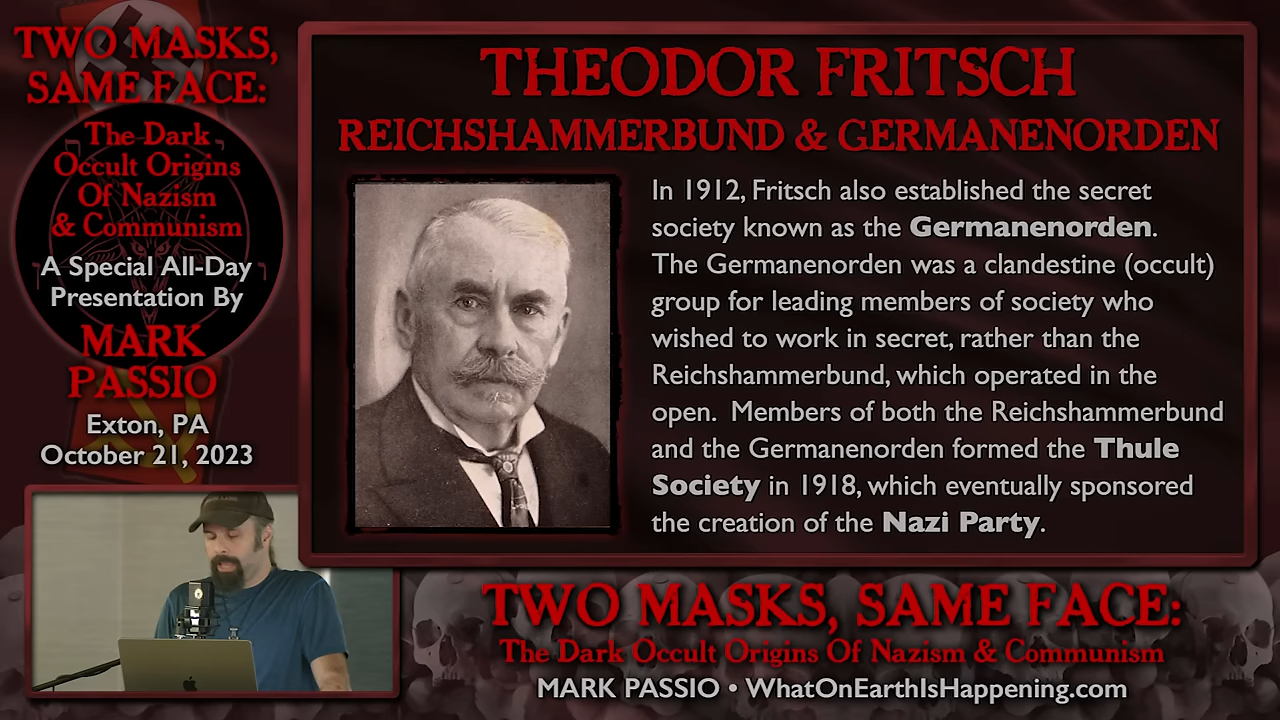 TWO MASKS,
SAME FACE:
The Dark
Occult Origins
Of Nazism
& Communism
A Special All-Day
Presentation By
MARK
PASSIO
Exton, PA
October 21, 2023
THEODOR FRITSCH
REICHSHAMMERBUND & GERMANENORDEN
In 1912, Fritsch also established the secret
society known as the Germanenorden.
The Germanenorden was a clandestine (occult)
group for leading members of society who
wished to work in secret, rather than the
Reichshammerbund, which operated in the
open. Members of both the Reichshammerbund
and the Germanenorden formed the Thule
Society in 1918, which eventually sponsored
the creation of the Nazi Party.
TWO MASKS, SAME FACE:
The Dark Occult Origins Of Nazism & Communism
MARK PASSIO • WhatOnEarthIsHappening.com